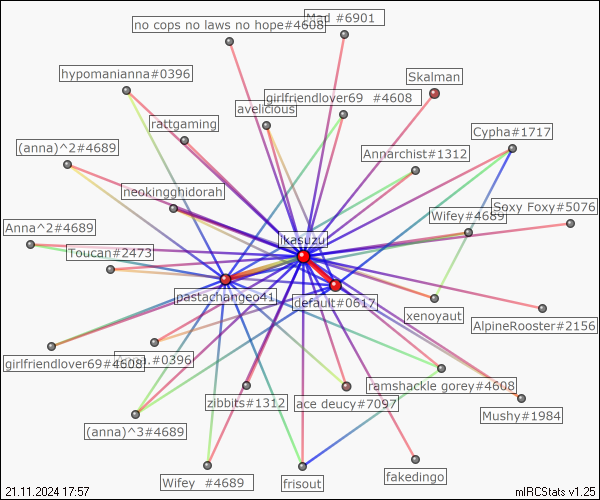 no cops no laws no hope#4608
Mad #6901
hypomanianna#0396
Skalman
girlfriendlover69 #4608
avelicious
rattgaming
Cypha#1717
(anna)^2#4689
Annarchist#1312
neokingghidorah
Soxy Foxy#5076
Wifey#4689
Anna^2#4689
ikasuzu
Toucan#2473
pastachangeo41
default#0617
xenoyaut
AlpineRooster#2156
girlfriendlover69#4608
ramshackle gorey#4608
zibbits#1312
ace deucy#7097
Mushy#1984
(anna)^3#4689
Wifey #4689
frisout
fakedingo
21.11.2024 17:57
mIRCStats v1.25